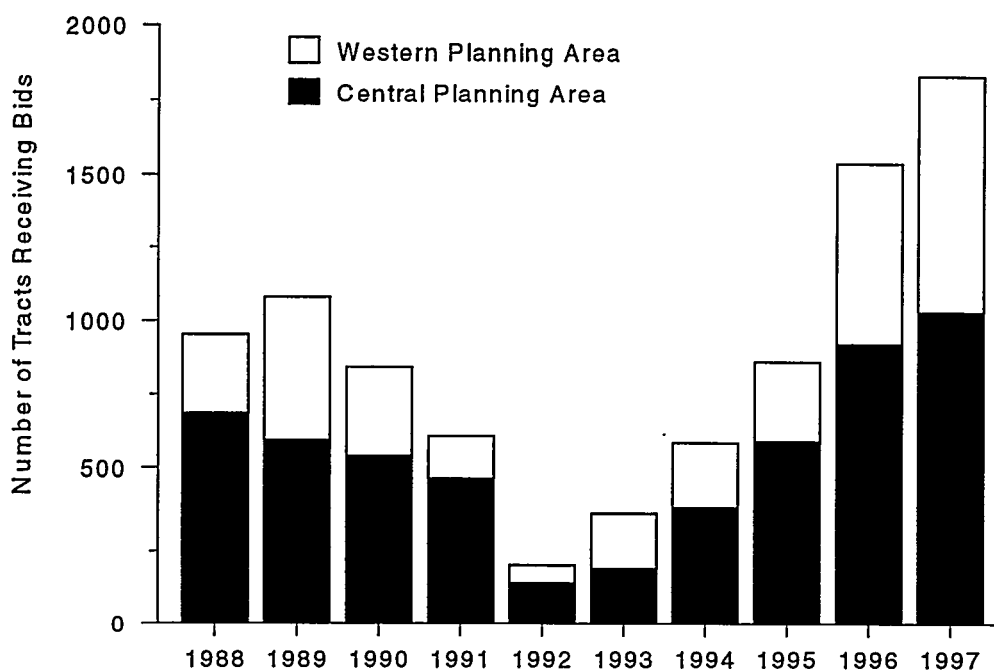 2000
1500
1000
500
0
Number of Tracts Receiving Bids
Western Planning Area
Central Planning Area
1988 1989 1990 1991 1992 1993 1994 1995 1996 1997